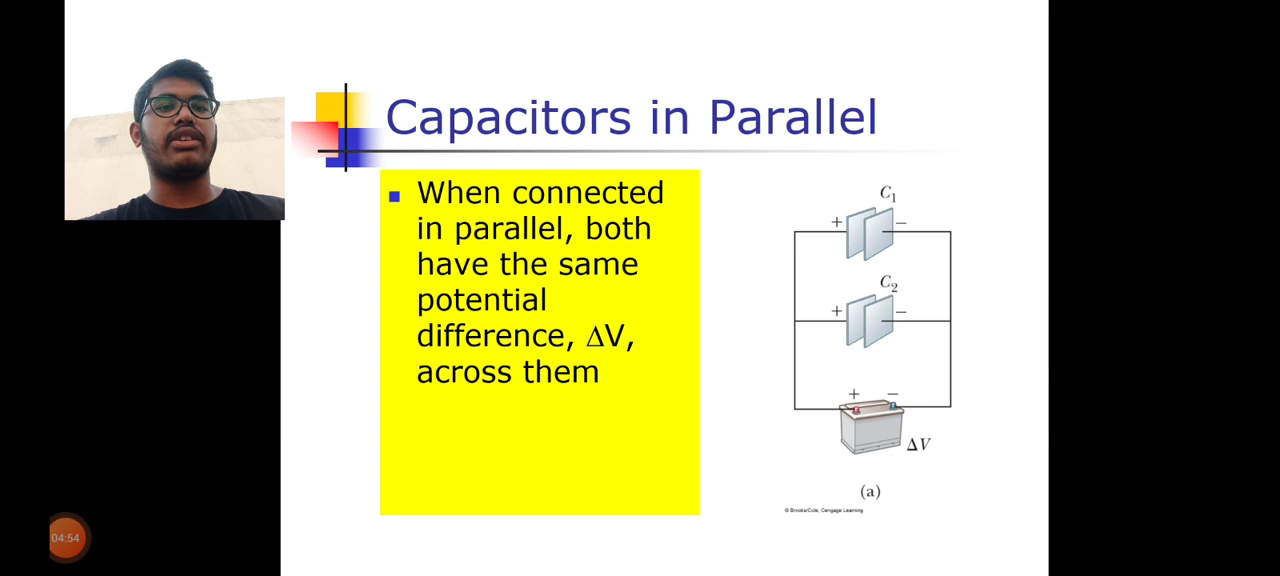 Capacitors in Parallel
When connected
in parallel, both
have the same
potential
difference, ΔV,
across them
C₁
+ −
C₂
+ −
+ −
ΔV
(a)
© Brooks/Cole, Cengage Learning
04:54